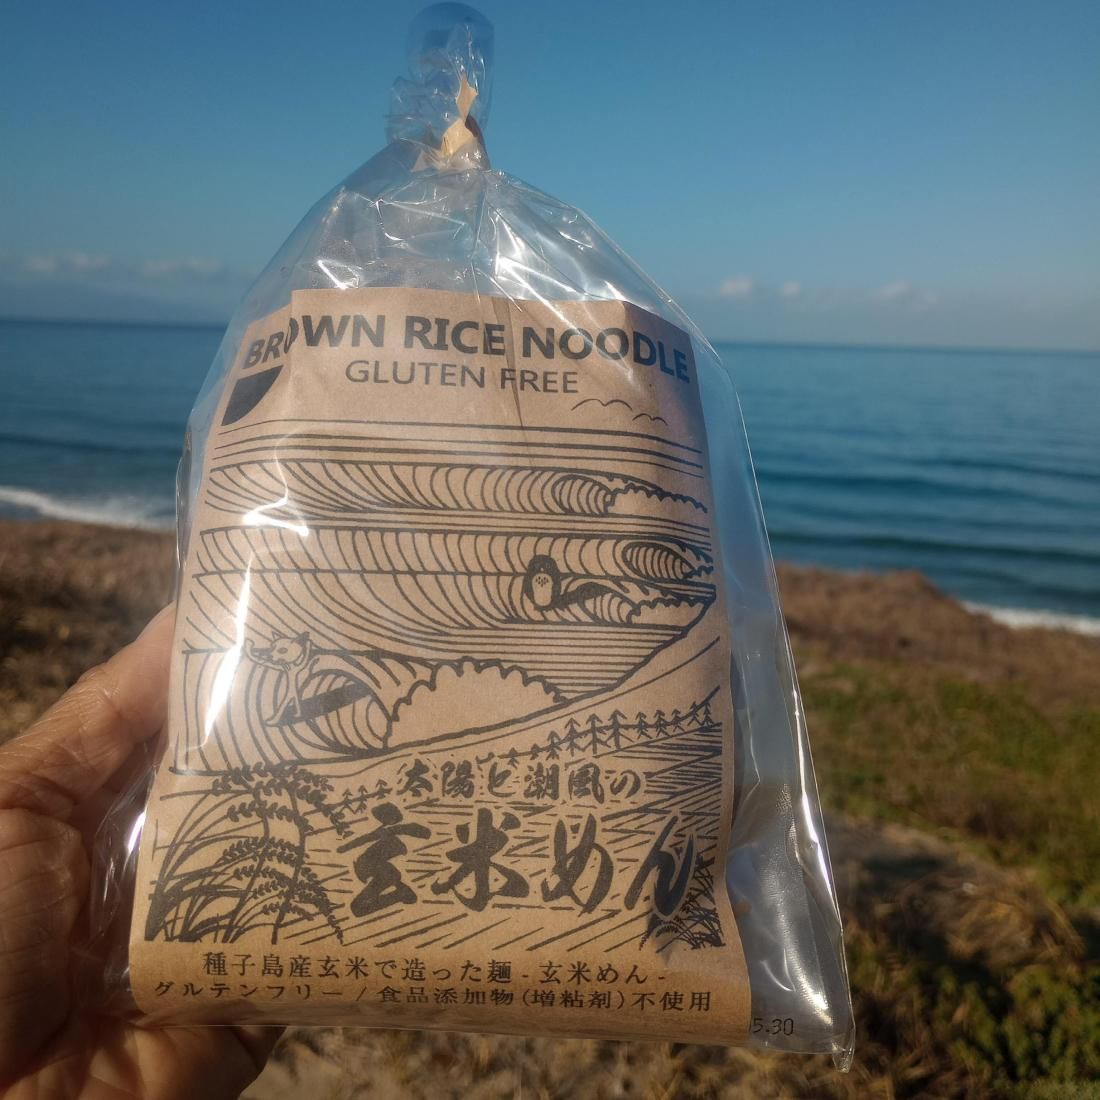 BROWN RICE NOODLE
GLUTEN FREE
太陽と潮風の
玄米めん
種子島産玄米で造った麺 - 玄米めん -
グルテンフリー / 食品添加物(増粘剤)不使用
5.30